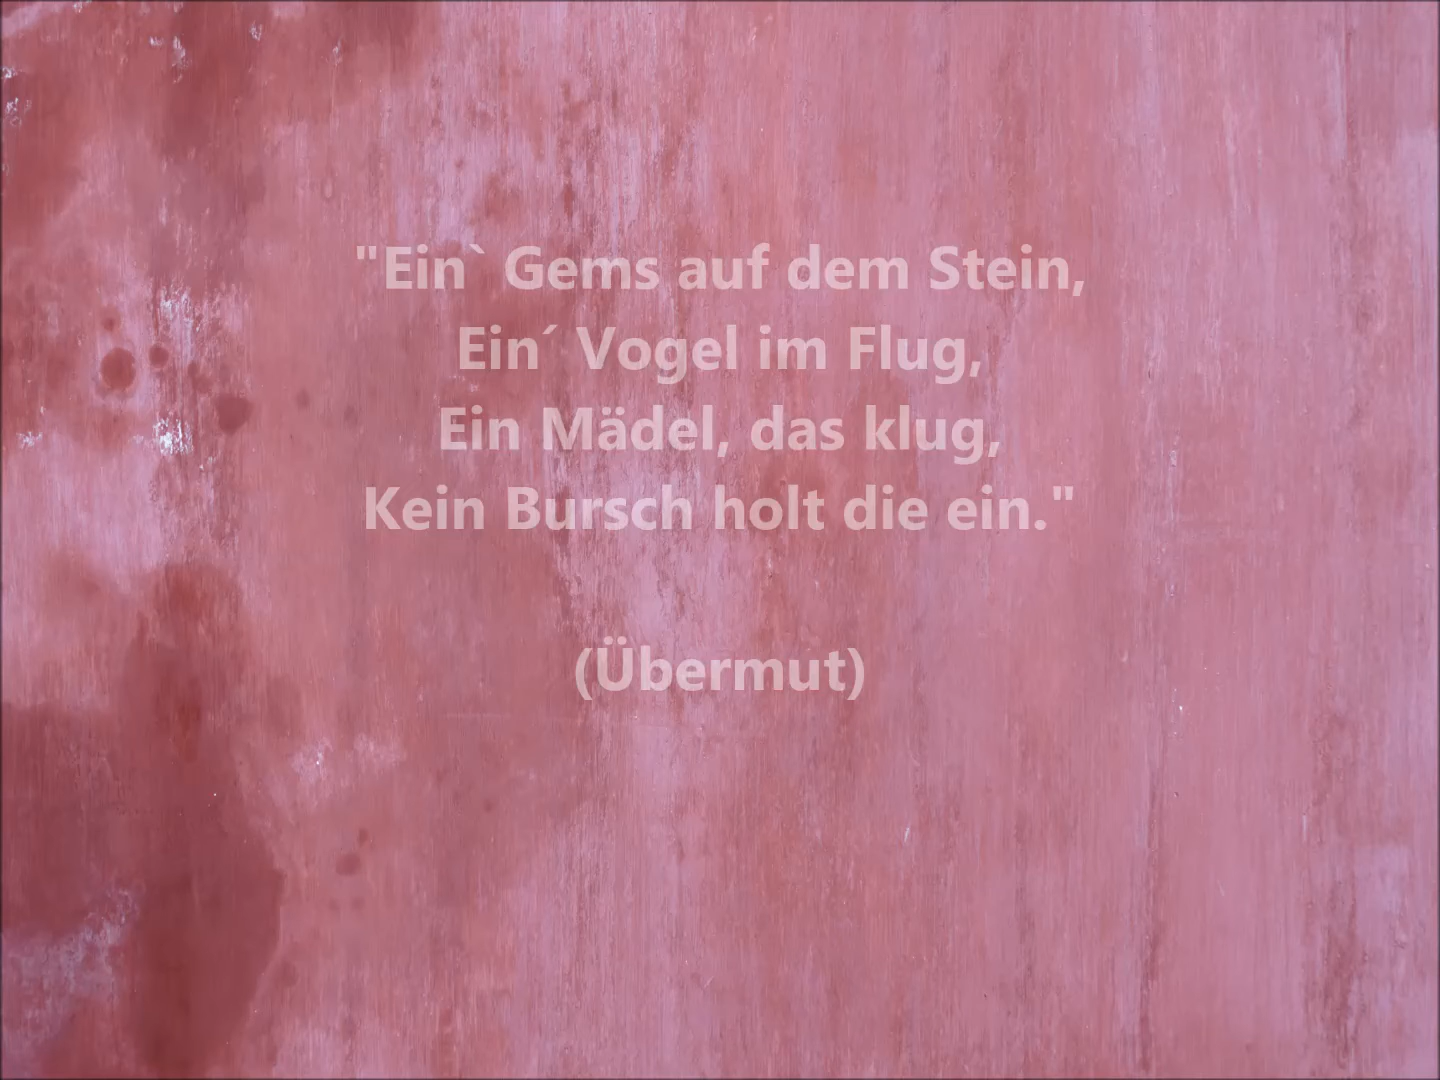 "Ein` Gems auf dem Stein,
Ein´ Vogel im Flug,
Ein Mädel, das klug,
Kein Bursch holt die ein."
(Übermut)